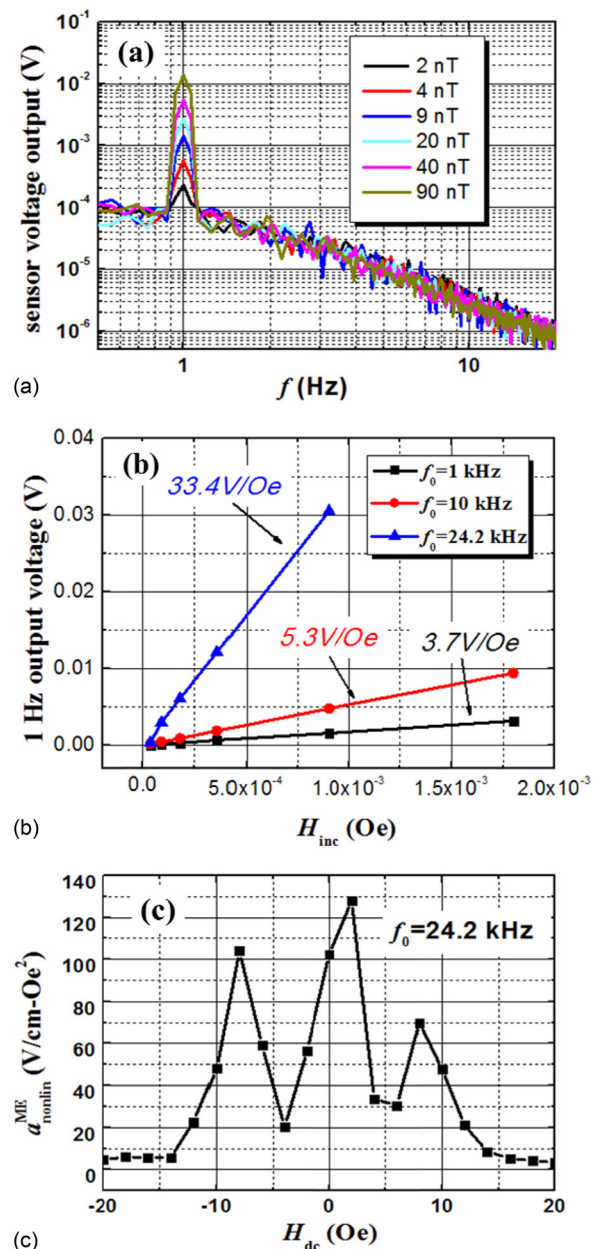 (a)
sensor voltage output (V)
10⁻¹
10⁻²
10⁻³
10⁻⁴
10⁻⁵
10⁻⁶
2 nT
4 nT
9 nT
20 nT
40 nT
90 nT
1
10
f (Hz)
(a)
(b)
1 Hz output voltage (V)
0.04
0.03
0.02
0.01
0.00
33.4V/Oe
5.3V/Oe
3.7V/Oe
f₀=1 kHz
f₀=10 kHz
f₀=24.2 kHz
0.0
5.0x10⁻⁴
1.0x10⁻³
1.5x10⁻³
2.0x10⁻³
H_inc (Oe)
(b)
(c)
f₀=24.2 kHz
a^ME_nonlin (V/cm-Oe²)
140
120
100
80
60
40
20
0
-20
-10
0
10
20
H_dc (Oe)
(c)